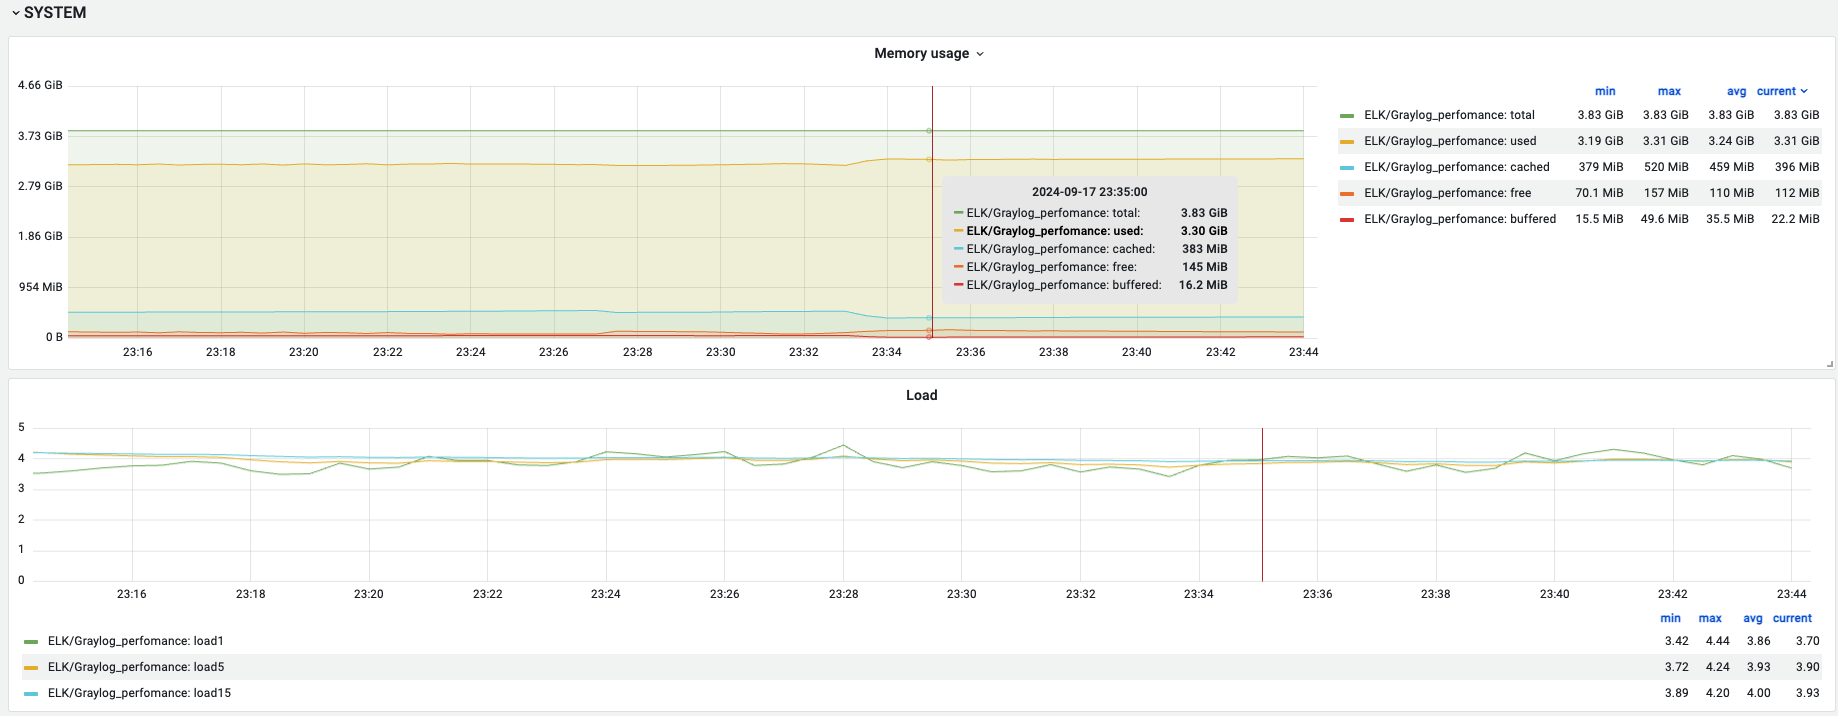 SYSTEM
Memory usage
4.66 GiB
3.73 GiB
2.79 GiB
1.86 GiB
954 MiB
0 B
23:16 23:18 23:20 23:22 23:24 23:26 23:28 23:30 23:32 23:34 23:36 23:38 23:40 23:42 23:44
2024-09-17 23:35:00
ELK/Graylog_perfomance: total: 3.83 GiB
ELK/Graylog_perfomance: used: 3.30 GiB
ELK/Graylog_perfomance: cached: 383 MiB
ELK/Graylog_perfomance: free: 145 MiB
ELK/Graylog_perfomance: buffered: 16.2 MiB
min max avg current
ELK/Graylog_perfomance: total 3.83 GiB 3.83 GiB 3.83 GiB 3.83 GiB
ELK/Graylog_perfomance: used 3.19 GiB 3.31 GiB 3.24 GiB 3.31 GiB
ELK/Graylog_perfomance: cached 379 MiB 520 MiB 459 MiB 396 MiB
ELK/Graylog_perfomance: free 70.1 MiB 157 MiB 110 MiB 112 MiB
ELK/Graylog_perfomance: buffered 15.5 MiB 49.6 MiB 35.5 MiB 22.2 MiB
Load
5
4
3
2
1
0
23:16 23:18 23:20 23:22 23:24 23:26 23:28 23:30 23:32 23:34 23:36 23:38 23:40 23:42 23:44
min max avg current
ELK/Graylog_perfomance: load1 3.42 4.44 3.86 3.70
ELK/Graylog_perfomance: load5 3.72 4.24 3.93 3.90
ELK/Graylog_perfomance: load15 3.89 4.20 4.00 3.93